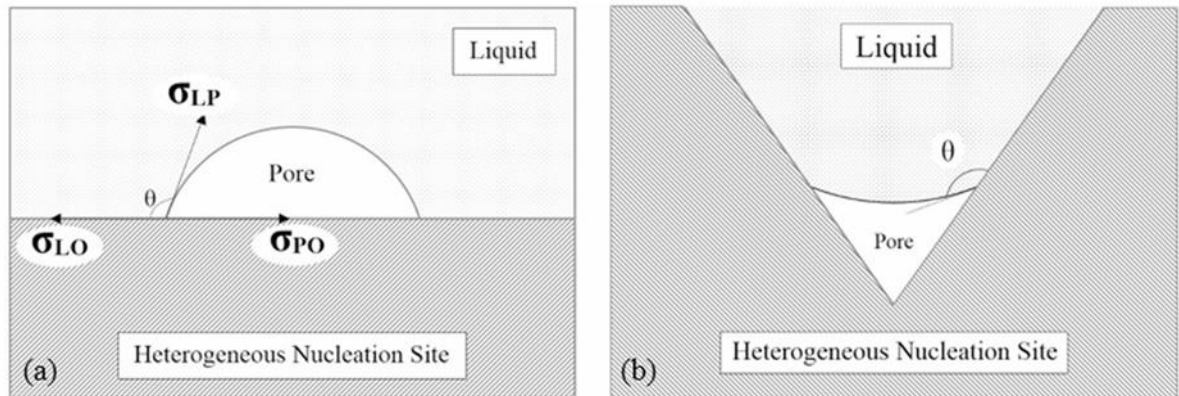 Liquid
σLP
θ
Pore
σLO
σPO
Heterogeneous Nucleation Site
(a)
Liquid
θ
Pore
Heterogeneous Nucleation Site
(b)